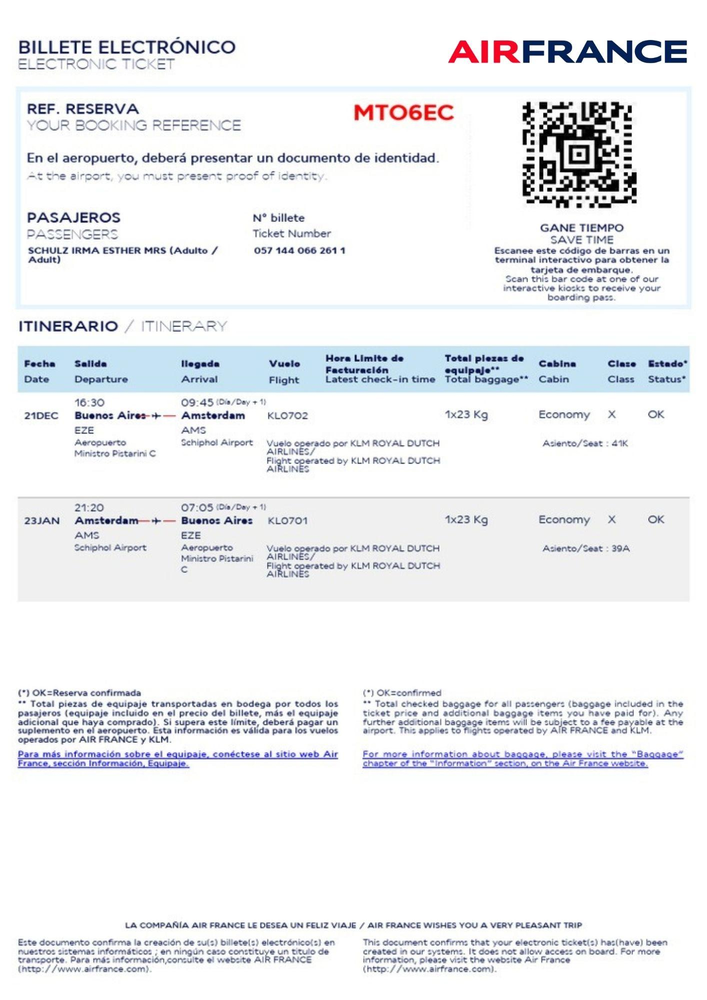 BILLETE ELECTRÓNICO
ELECTRONIC TICKET
AIRFRANCE
REF. RESERVA
YOUR BOOKING REFERENCE
MTO6EC
En el aeropuerto, deberá presentar un documento de identidad.
At the airport, you must present proof of identity.
PASAJEROS
PASSENGERS
SCHULZ IRMA ESTHER MRS (Adulto /
Adult)
N° billete
Ticket Number
057 144 066 261 1
GANE TIEMPO
SAVE TIME
Escanee este código de barras en un
terminal interactivo para obtener la
tarjeta de embarque.
Scan this bar code at one of our
interactive kiosks to receive your
boarding pass.
ITINERARIO / ITINERARY
Fecha Salida llegada Vuelo Hora Limite de Facturación Total piezas de equipaje** Cabina Clase Estado*
Date Departure Arrival Flight Latest check-in time Total baggage** Cabin Class Status*
16:30 09:45 (Día/Day + 1)
21DEC Buenos Aires Amsterdam KL0702 1x23 Kg Economy X OK
EZE AMS
Aeropuerto Schiphol Airport Vuelo operado por KLM ROYAL DUTCH Asiento/Seat : 41K
Ministro Pistarini C AIRLINES/
Flight operated by KLM ROYAL DUTCH
AIRLINES
21:20 07:05 (Día/Day + 1)
23JAN Amsterdam Buenos Aires KL0701 1x23 Kg Economy X OK
AMS EZE
Schiphol Airport Aeropuerto Vuelo operado por KLM ROYAL DUTCH Asiento/Seat : 39A
Ministro Pistarini AIRLINES/
C Flight operated by KLM ROYAL DUTCH
AIRLINES
(*) OK=Reserva confirmada
** Total piezas de equipaje transportadas en bodega por todos los
pasajeros (equipaje incluido en el precio del billete, más el equipaje
adicional que haya comprado). Si supera este límite, deberá pagar un
suplemento en el aeropuerto. Esta información es válida para los vuelos
operados por AIR FRANCE y KLM.
Para más información sobre el equipaje, conéctese al sitio web Air
France, sección Información, Equipaje.
(*) OK=confirmed
** Total checked baggage for all passengers (baggage included in the
ticket price and additional baggage items you have paid for). Any
further additional baggage items will be subject to a fee payable at the
airport. This applies to flights operated by AIR FRANCE and KLM.
For more information about baggage, please visit the "Baggage"
chapter of the "Information" section, on the Air France website.
LA COMPAÑÍA AIR FRANCE LE DESEA UN FELIZ VIAJE / AIR FRANCE WISHES YOU A VERY PLEASANT TRIP
Este documento confirma la creación de su(s) billete(s) electrónico(s) en
nuestros sistemas informáticos ; en ningún caso constituye un titulo de
transporte. Para más información,consulte el website AIR FRANCE
(http://www.airfrance.com).
This document confirms that your electronic ticket(s) has(have) been
created in our systems. It does not allow access on board. For more
information, please visit the website Air France
(http://www.airfrance.com).